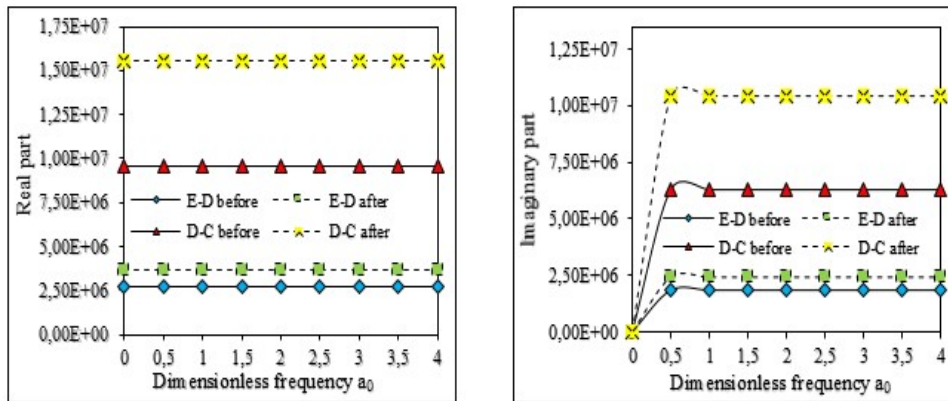 1,75E+07
1,50E+07
1,25E+07
1,00E+07
7,50E+06
5,00E+06
2,50E+06
0,00E+00
Real part
E-D before
E-D after
D-C before
D-C after
0 0,5 1 1,5 2 2,5 3 3,5 4
Dimensionless frequency a0
1,25E+07
1,00E+07
7,50E+06
5,00E+06
2,50E+06
0,00E+00
Imaginary part
E-D before
E-D after
D-C before
D-C after
0 0,5 1 1,5 2 2,5 3 3,5 4
Dimensionless frequency a0